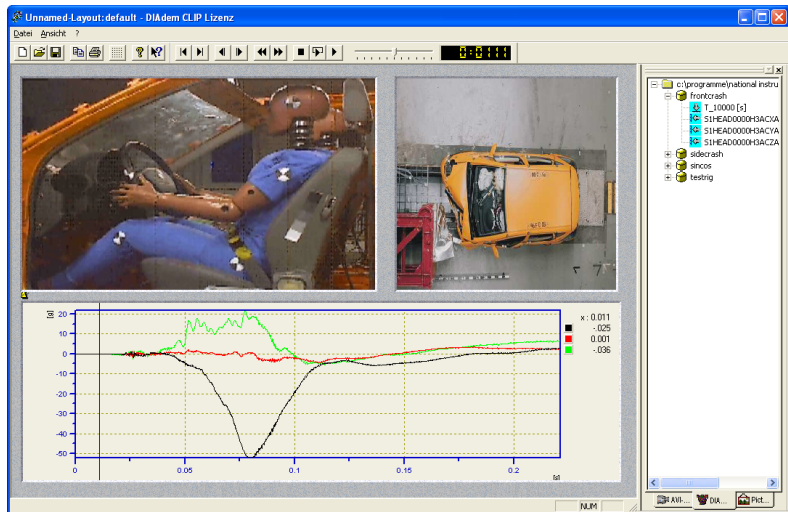 Unnamed-Layout: default - DIAdem CLIP Lizenz
Datei Ansicht ?
0:0111
c:\programme\national instru
frontcrash
T_10000 [s]
S1HEAD0000H3ACXA
S1HEAD0000H3ACYA
S1HEAD0000H3ACZA
sidecrash
sincos
testrig
[g]
20
10
0
-10
-20
-30
-40
-50
0 0.05 0.1 0.15 0.2
[s]
x : 0.011
-.025
0.001
-.036
AVI-... DIA... Pict...
NUM